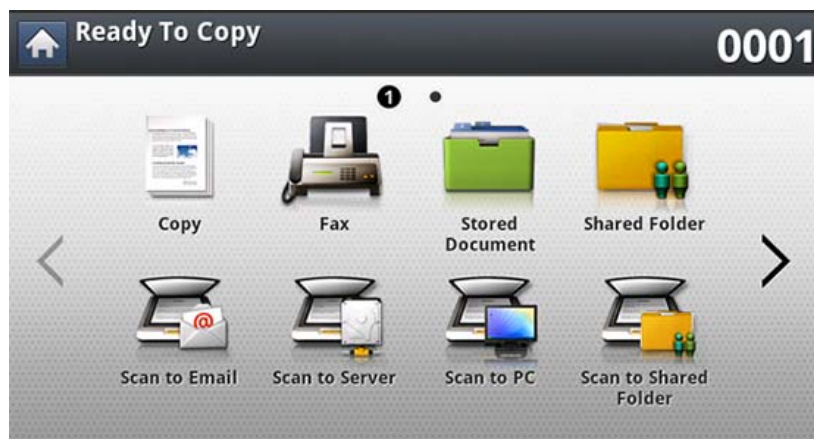 Ready To Copy
0001
1
Copy
Fax
Stored
Document
Shared Folder
@
Scan to Email
Scan to Server
Scan to PC
Scan to Shared
Folder